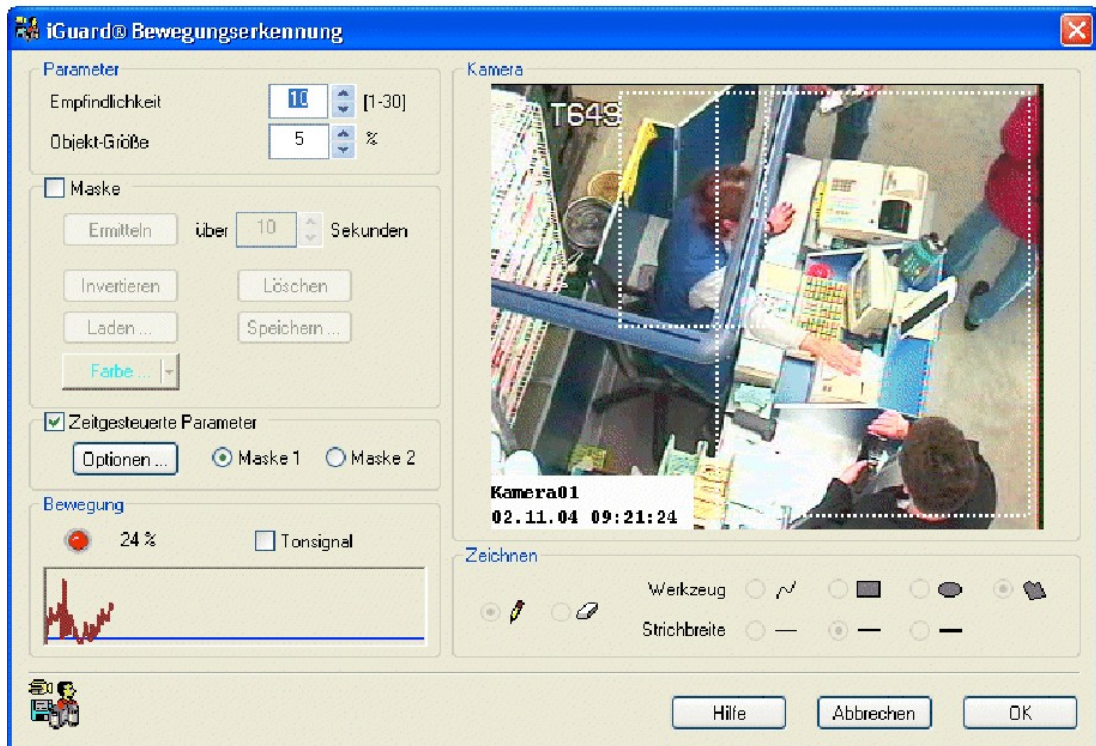 iGuard® Bewegungserkennung
Parameter
Empfindlichkeit 10 [1-30]
Objekt-Größe 5 %
Maske
Ermitteln über 10 Sekunden
Invertieren Löschen
Laden ... Speichern ...
Farbe ...
Zeitgesteuerte Parameter
Optionen ... Maske 1 Maske 2
Bewegung
24 % Tonsignal
Kamera
T649
Kamera01
02.11.04 09:21:24
Zeichnen
Werkzeug
Strichbreite
Hilfe Abbrechen OK